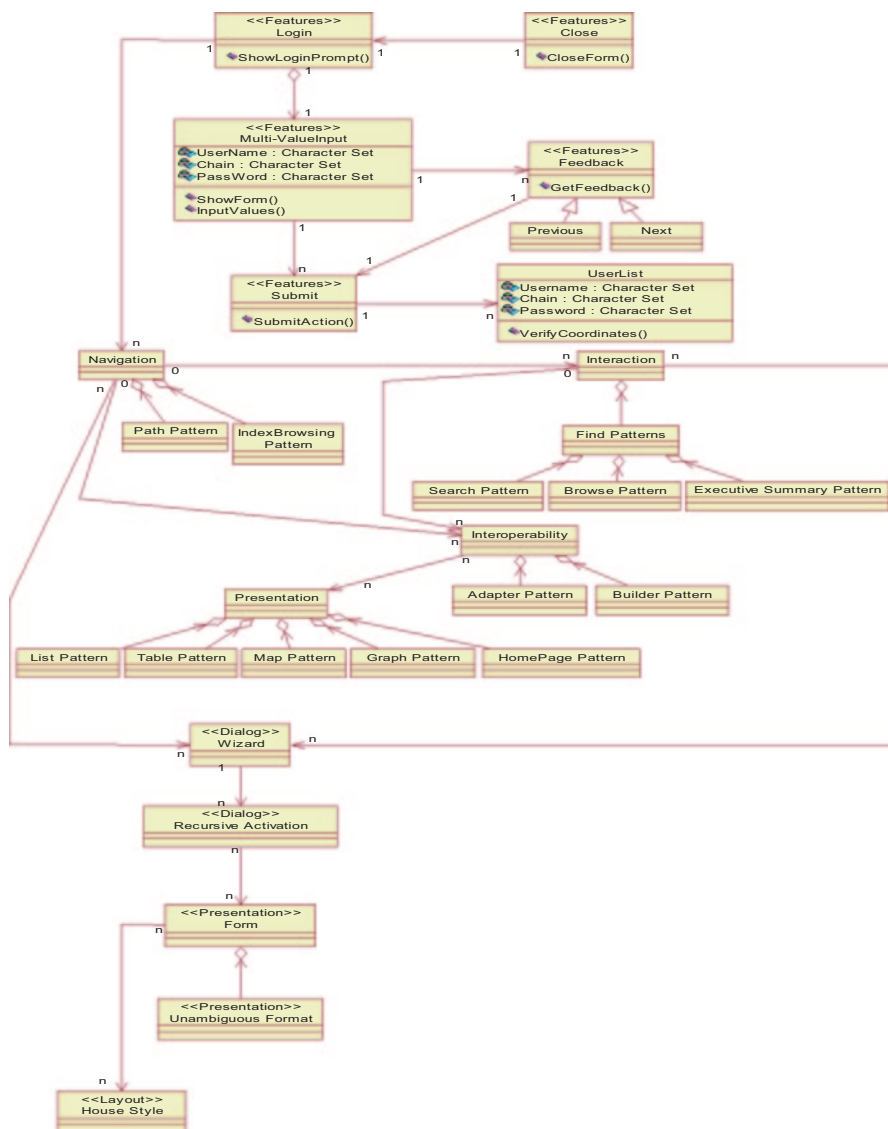 <<Features>>
Login
ShowLoginPrompt()
<<Features>>
Close
CloseForm()
1
1
1
1
1
<<Features>>
Multi-ValueInput
UserName : Character Set
Chain : Character Set
PassWord : Character Set
ShowForm()
InputValues()
<<Features>>
Feedback
GetFeedback()
1
n
1
1
Previous
Next
1
n
<<Features>>
Submit
SubmitAction()
1
n
UserList
Username : Character Set
Chain : Character Set
Password : Character Set
VerifyCoordinates()
n
Navigation
0
n
0
n
Interaction
n
0
Path Pattern
IndexBrowsing
Pattern
Find Patterns
Search Pattern
Browse Pattern
Executive Summary Pattern
n
Interoperability
n
n
n
Adapter Pattern
Builder Pattern
Presentation
List Pattern
Table Pattern
Map Pattern
Graph Pattern
HomePage Pattern
<<Dialog>>
Wizard
n
n
1
n
<<Dialog>>
Recursive Activation
n
n
<<Presentation>>
Form
n
<<Presentation>>
Unambiguous Format
n
<<Layout>>
House Style